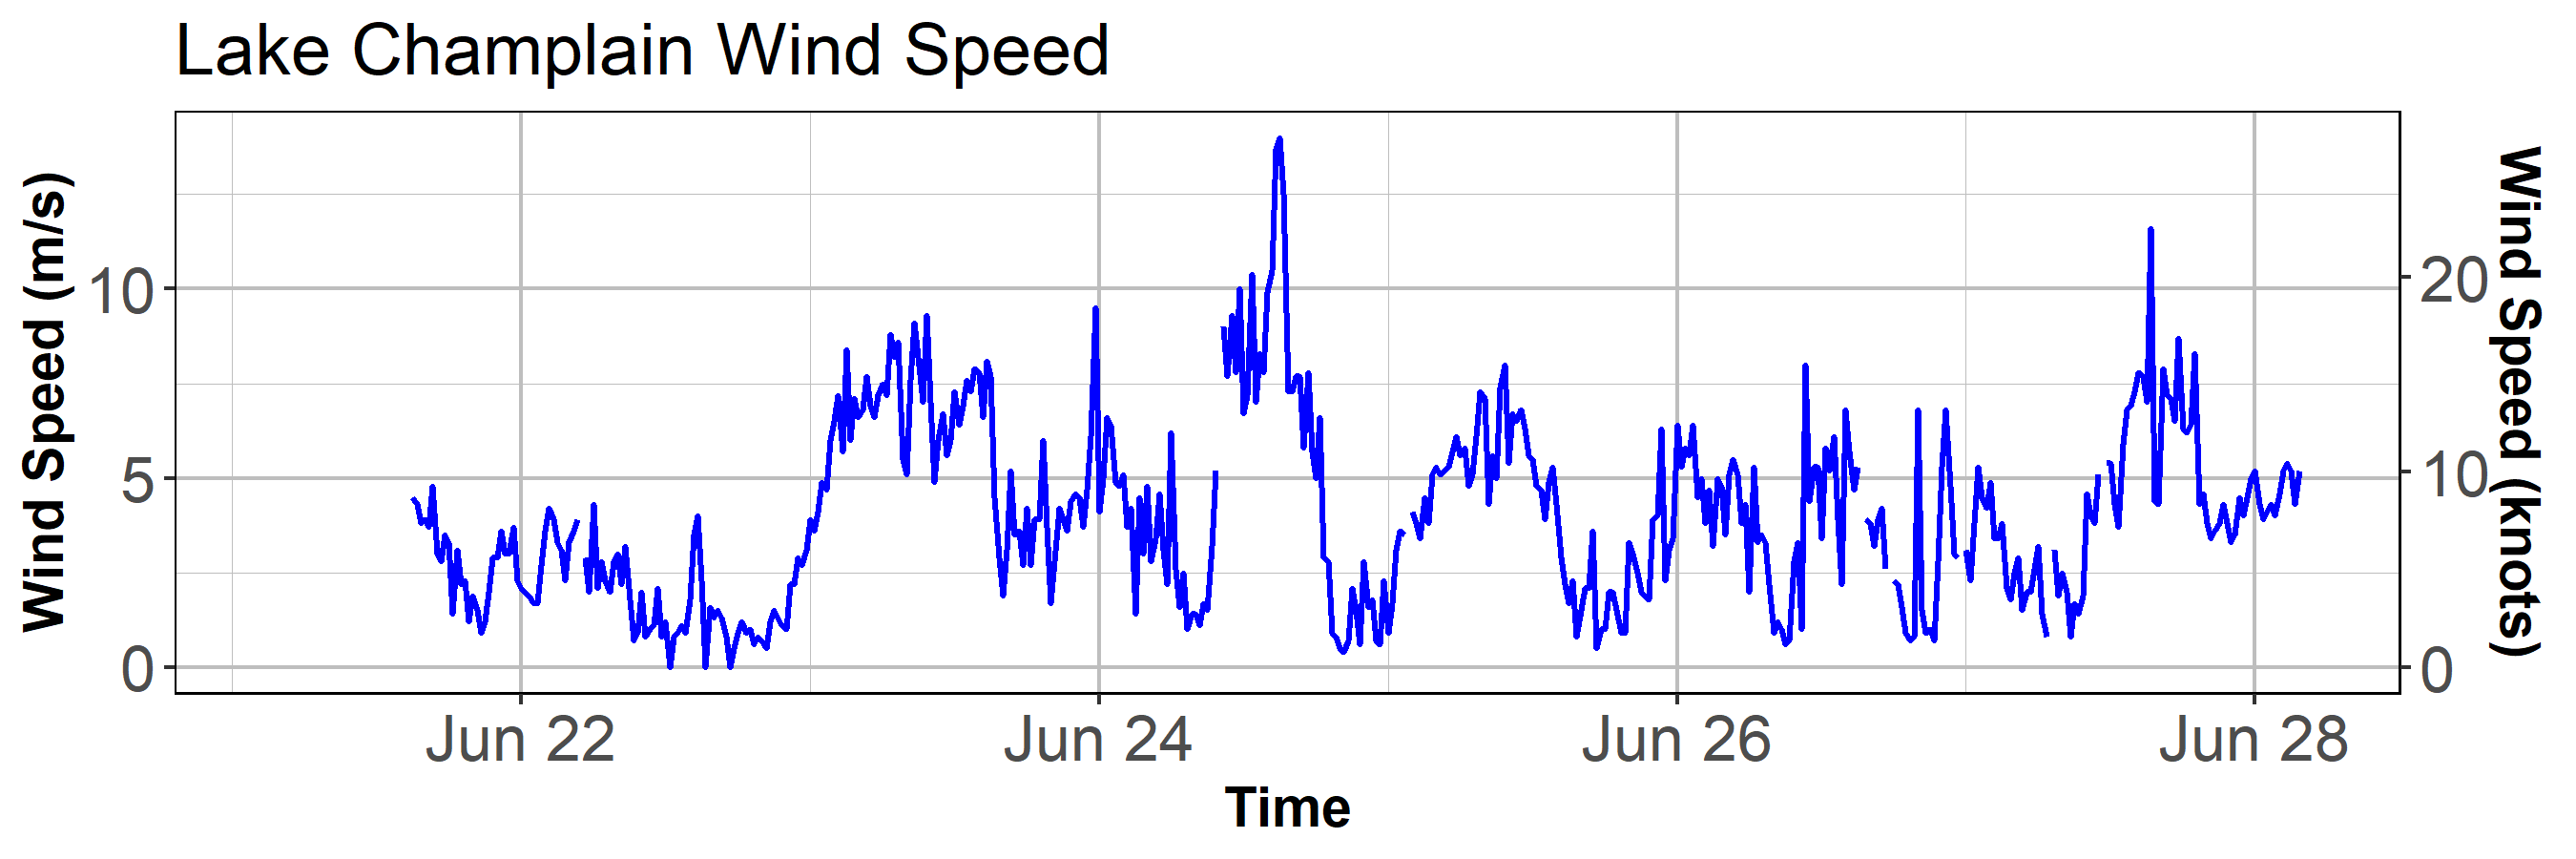 Lake Champlain Wind Speed
Wind Speed (m/s)
10
5
0
20
10
0
Wind Speed (knots)
Jun 22
Jun 24
Jun 26
Jun 28
Time